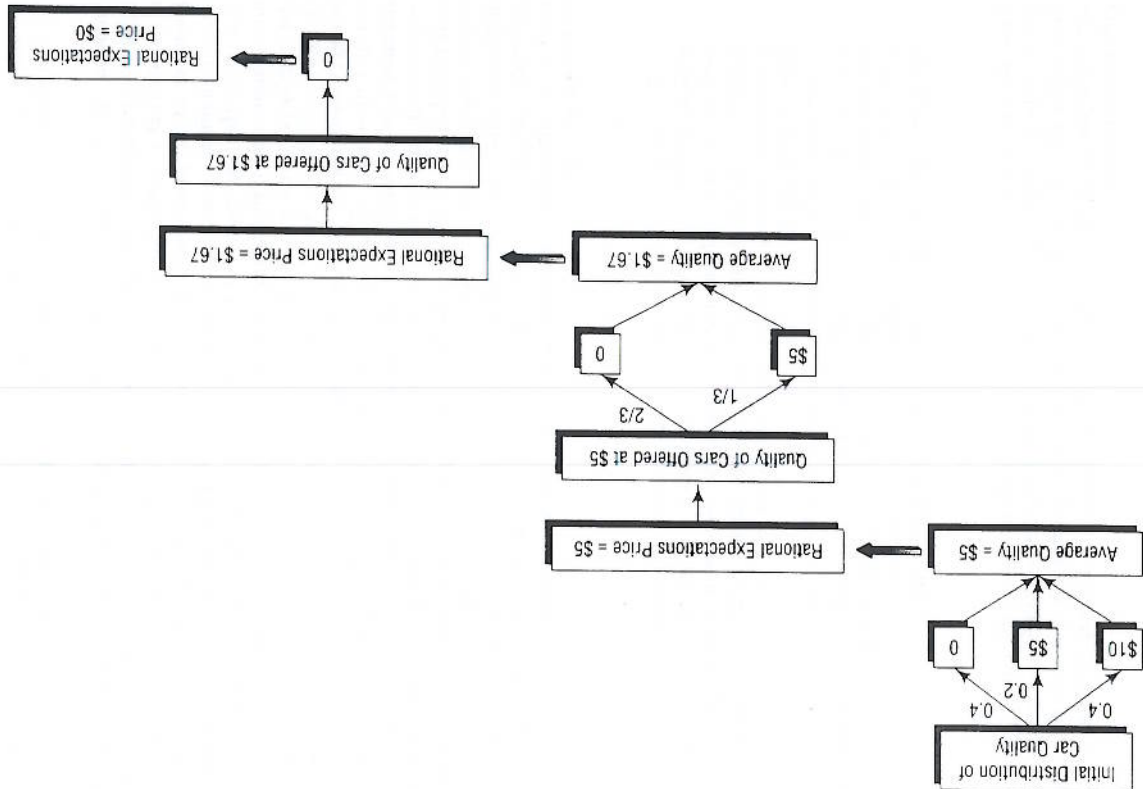 Initial Distribution of
Car Quality
0.4
0.2
0.4
$10
$5
0
Average Quality = $5
Rational Expectations Price = $5
Quality of Cars Offered at $5
1/3
2/3
$5
0
Average Quality = $1.67
Rational Expectations Price = $1.67
Quality of Cars Offered at $1.67
0
Rational Expectations
Price = $0